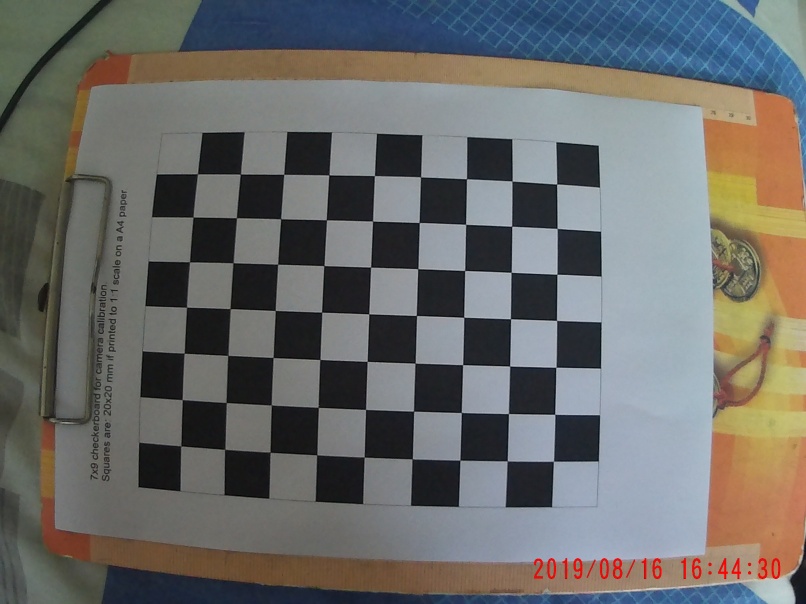 7x9 checkerboard for camera calibration.
Squares are: 20x20 mm if printed to 1:1 scale on a A4 paper
2019/08/16 16:44:30